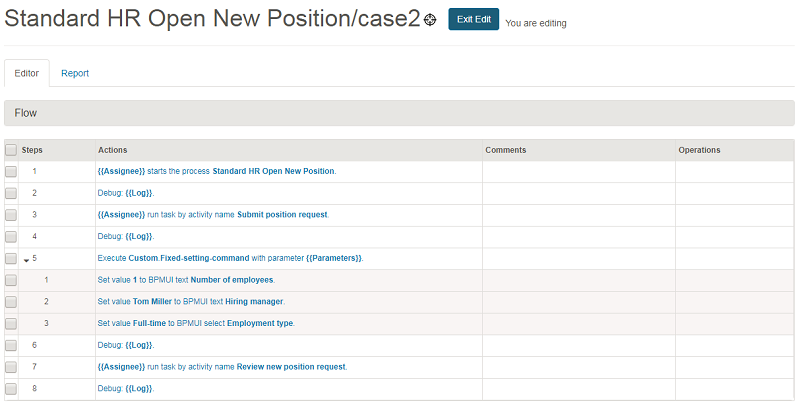 Standard HR Open New Position/case2 Exit Edit You are editing
Editor Report
Flow
Steps Actions Comments Operations
1 {{Assignee}} starts the process Standard HR Open New Position.
2 Debug: {{Log}}.
3 {{Assignee}} run task by activity name Submit position request.
4 Debug: {{Log}}.
5 Execute Custom.Fixed-setting-command with parameter {{Parameters}}.
1 Set value 1 to BPMUI text Number of employees.
2 Set value Tom Miller to BPMUI text Hiring manager.
3 Set value Full-time to BPMUI select Employment type.
6 Debug: {{Log}}.
7 {{Assignee}} run task by activity name Review new position request.
8 Debug: {{Log}}.